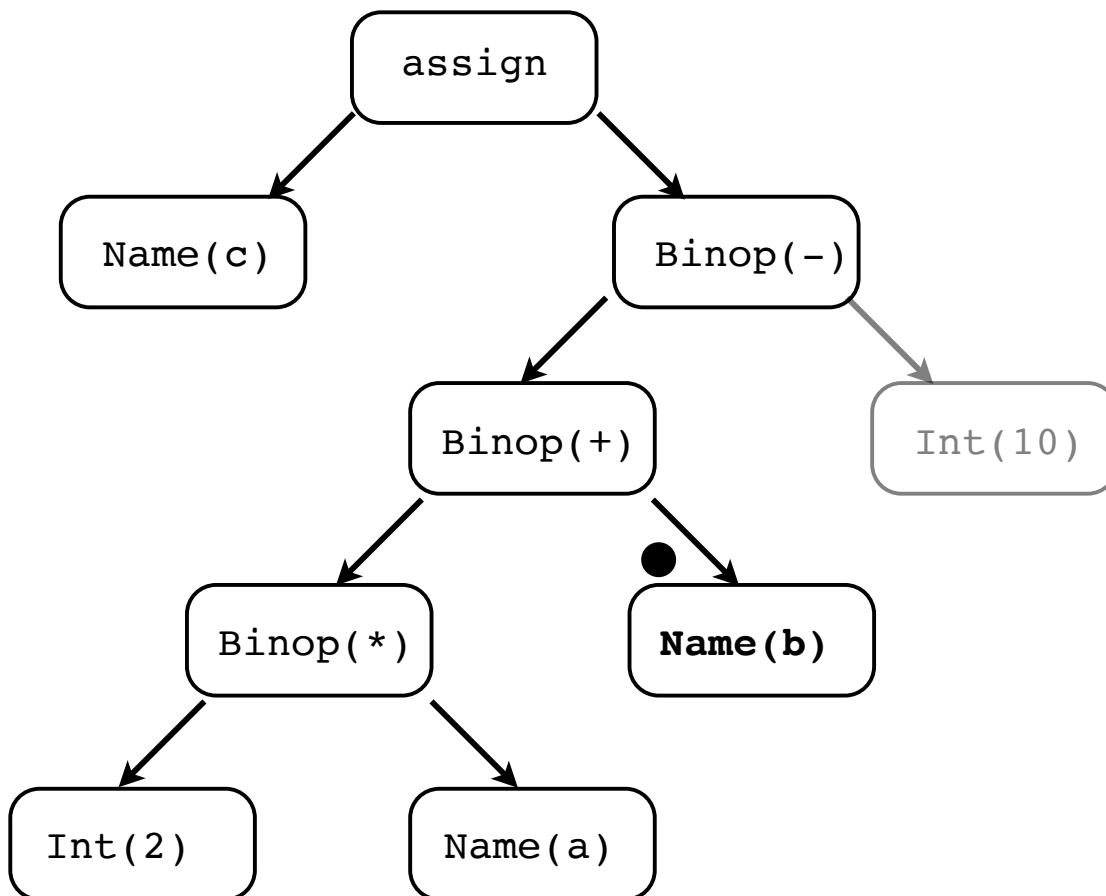 assign
Name(c)
Binop(-)
Binop(+)
Int(10)
Binop(*)
Name(b)
Int(2)
Name(a)